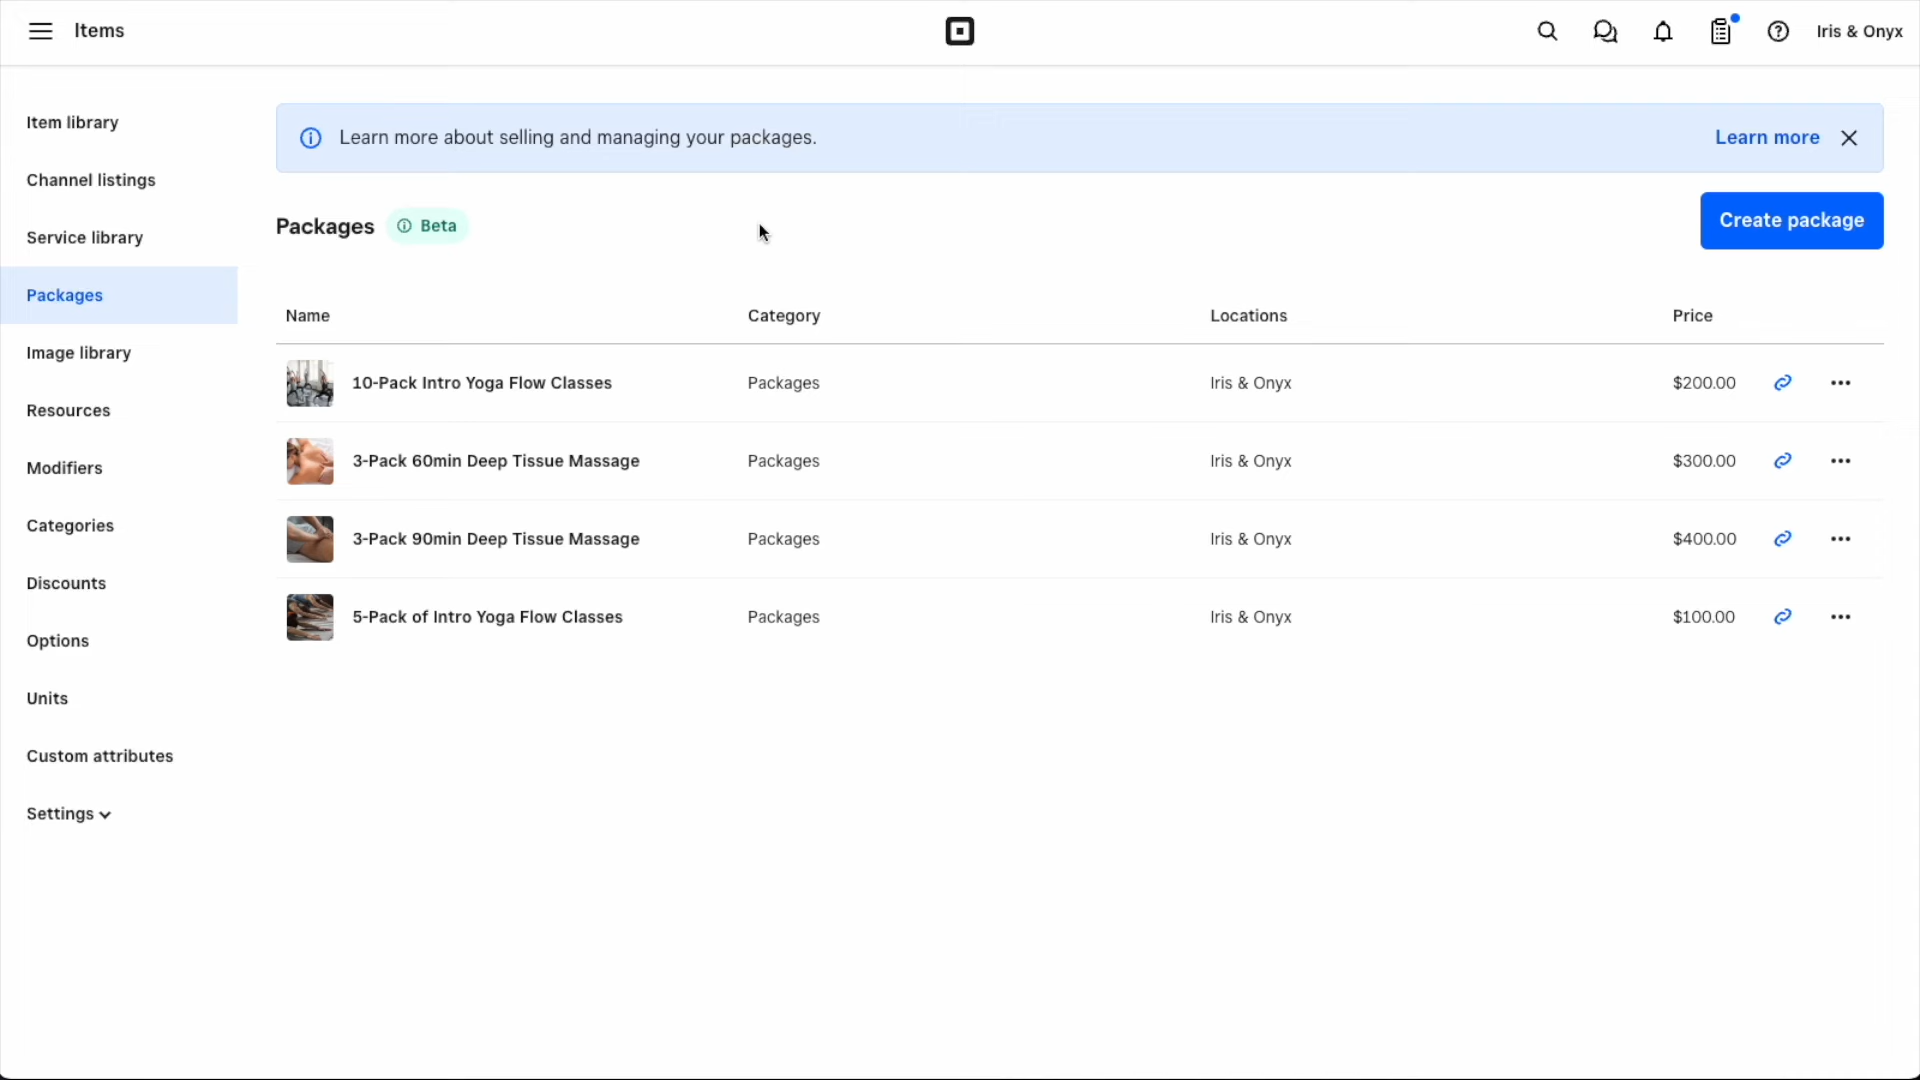 Items
Iris & Onyx
Item library
Channel listings
Service library
Packages
Image library
Resources
Modifiers
Categories
Discounts
Options
Units
Custom attributes
Settings
Learn more about selling and managing your packages.
Learn more
Packages
Beta
Create package
Name Category Locations Price
10-Pack Intro Yoga Flow Classes Packages Iris & Onyx $200.00
3-Pack 60min Deep Tissue Massage Packages Iris & Onyx $300.00
3-Pack 90min Deep Tissue Massage Packages Iris & Onyx $400.00
5-Pack of Intro Yoga Flow Classes Packages Iris & Onyx $100.00